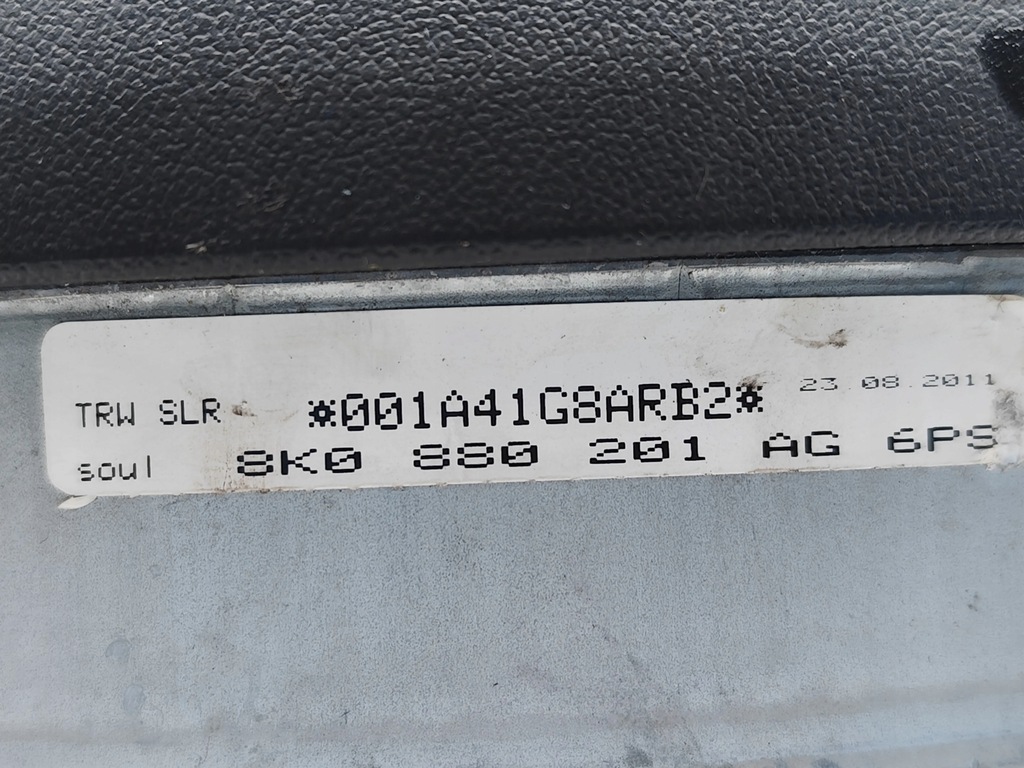 TRW SLR *001A41G8ARB2* 23.08.2011
soul 8K0 880 201 AG 6PS